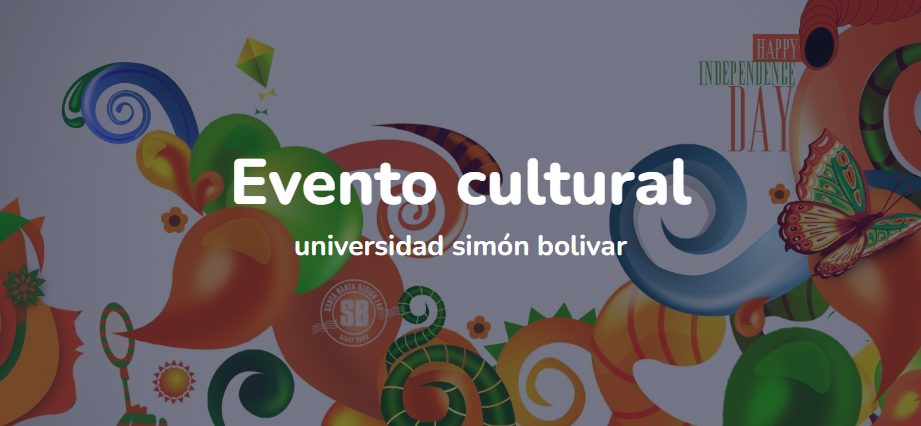 HAPPY
INDEPENDENCE
DAY
Evento cultural
universidad simón bolivar
SB